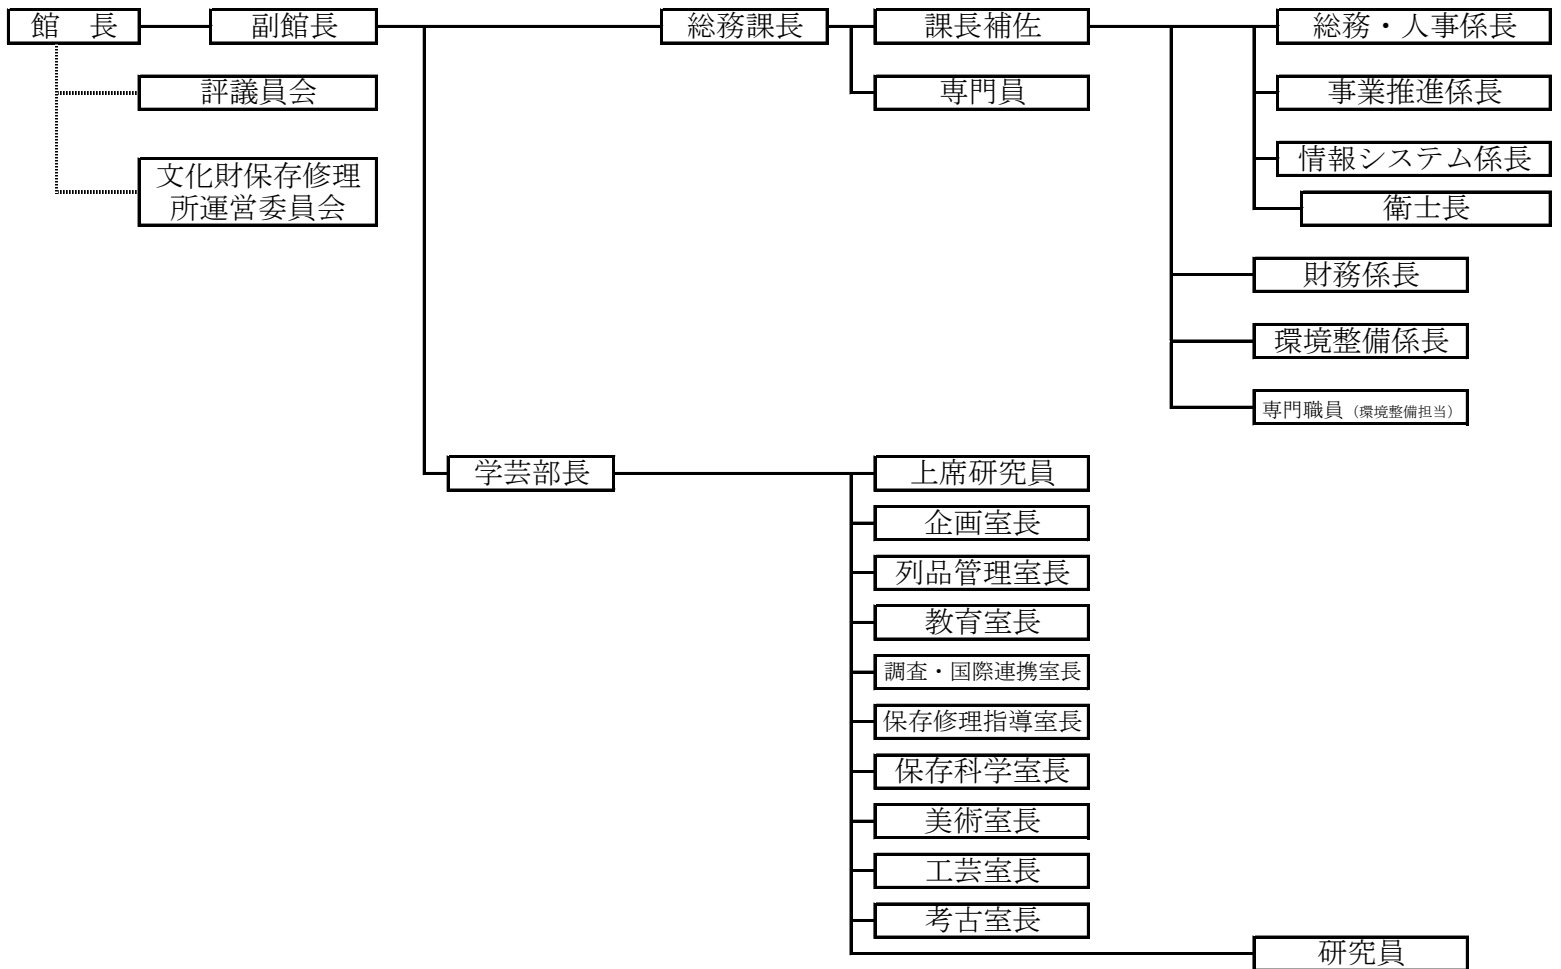 館　長
副館長
総務課長
課長補佐
総務・人事係長
評議員会
専門員
事業推進係長
文化財保存修理
所運営委員会
情報システム係長
衛士長
財務係長
環境整備係長
専門職員（環境整備担当）
学芸部長
上席研究員
企画室長
列品管理室長
教育室長
調査・国際連携室長
保存修理指導室長
保存科学室長
美術室長
工芸室長
考古室長
研究員